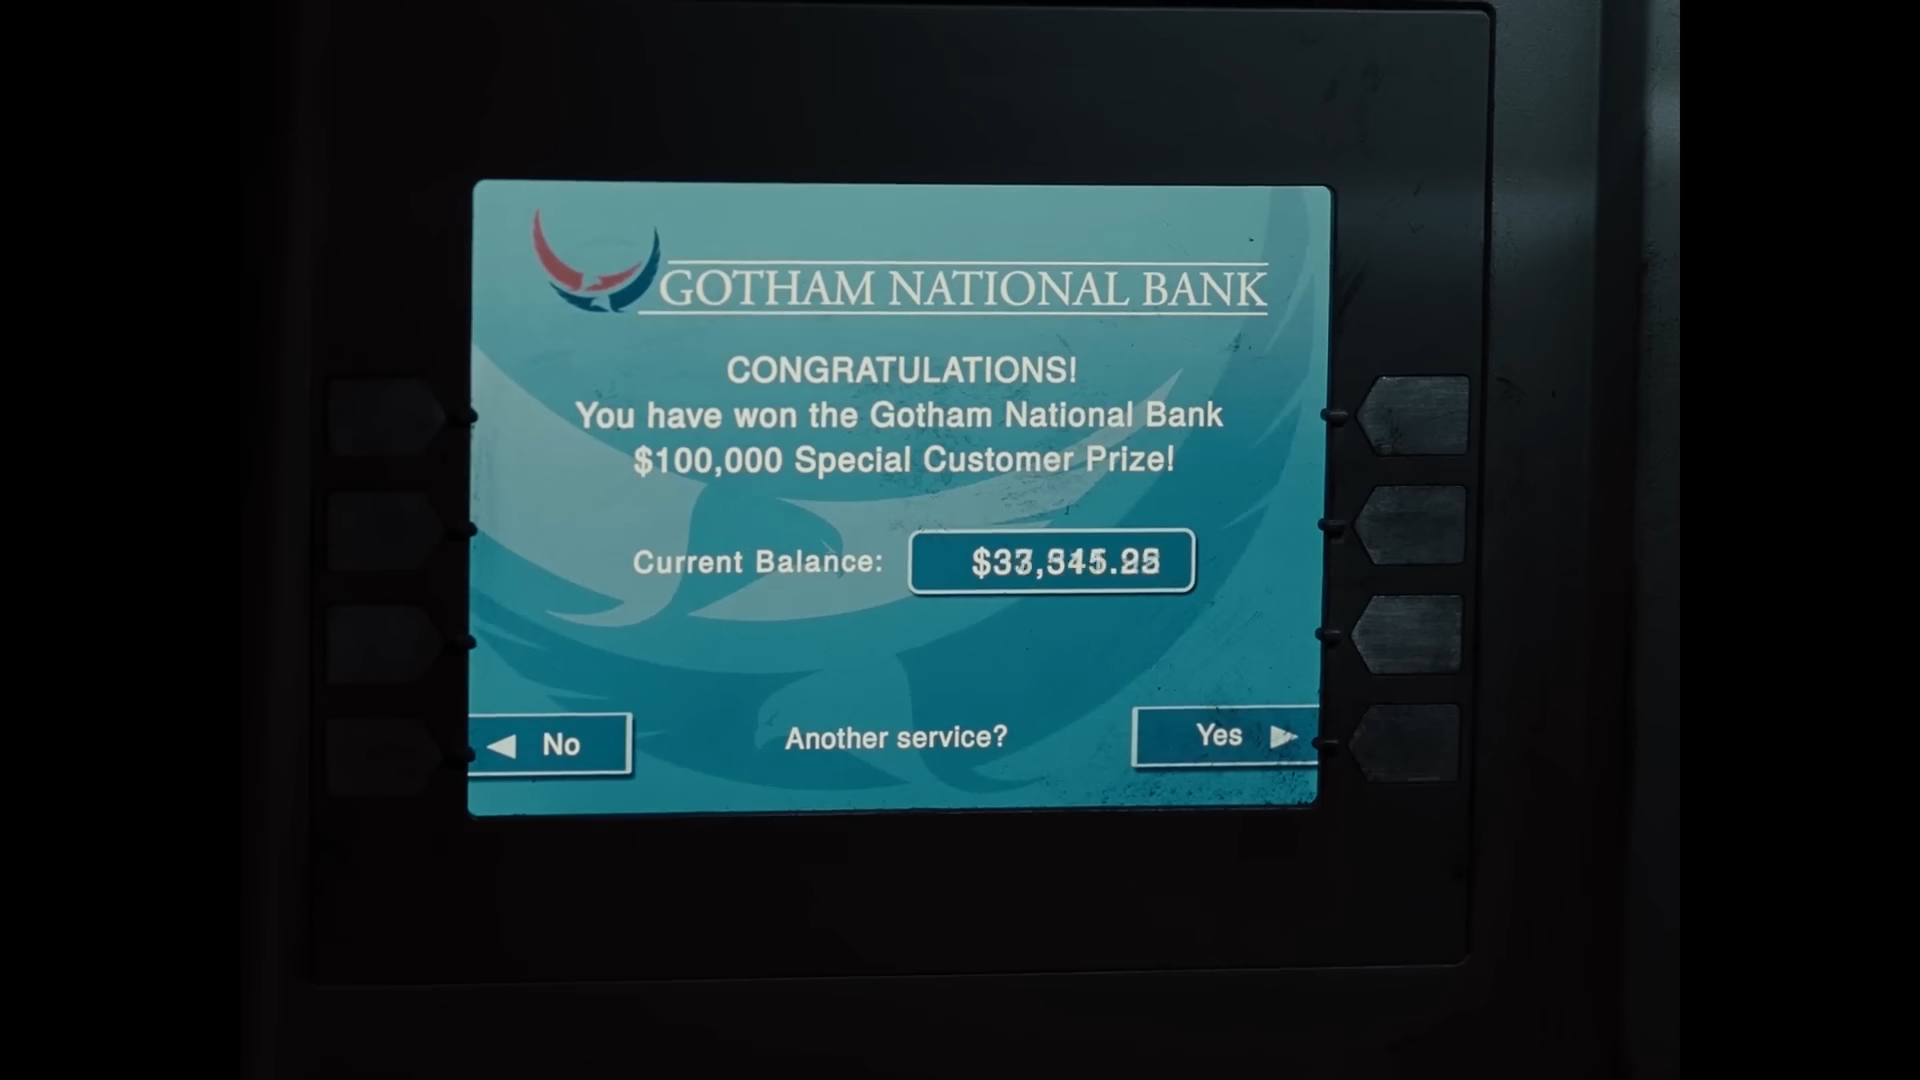 GOTHAM NATIONAL BANK
CONGRATULATIONS!
You have won the Gotham National Bank
$100,000 Special Customer Prize!
Current Balance:
No
Another service?
Yes